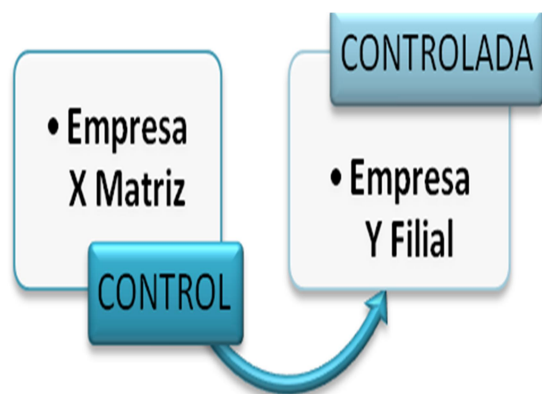 • Empresa
X Matriz
CONTROL
CONTROLADA
• Empresa
Y Filial